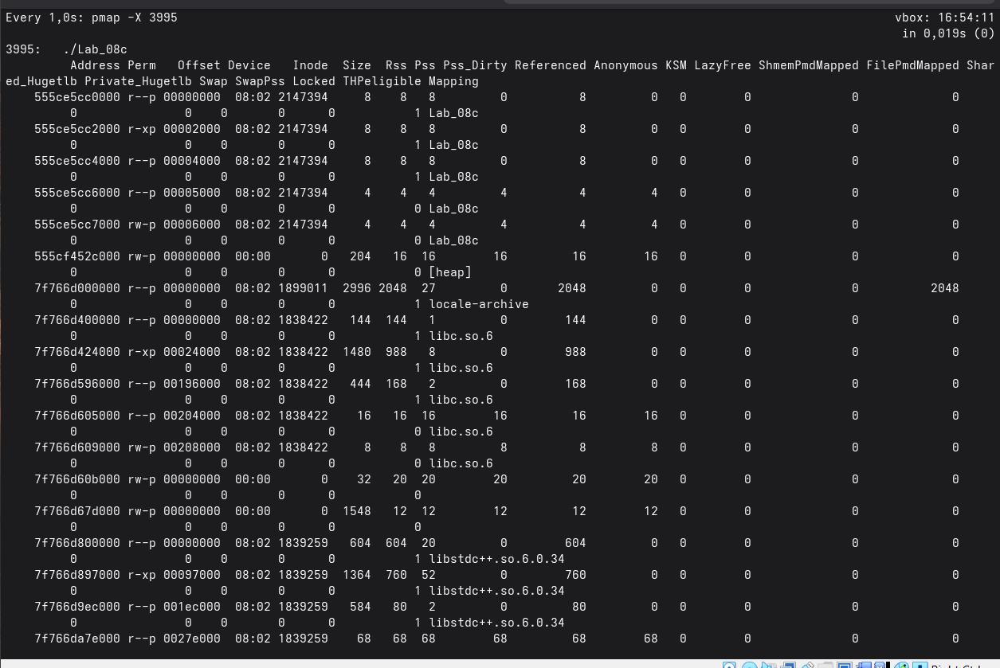 Every 1,0s: pmap -X 3995 vbox: 16:54:11
in 0,019s (0)
3995: ./Lab_08c
Address Perm Offset Device Inode Size Rss Pss Pss_Dirty Referenced Anonymous KSM LazyFree ShmemPmdMapped FilePmdMapped Shar
ed_Hugetlb Private_Hugetlb Swap SwapPss Locked THPeligible Mapping
555ce5cc0000 r--p 00000000 08:02 2147394 8 8 8 0 8 0 0 0 0 0
0 0 0 0 0 1 Lab_08c
555ce5cc2000 r-xp 00002000 08:02 2147394 8 8 8 0 8 0 0 0 0 0
0 0 0 0 0 1 Lab_08c
555ce5cc4000 r--p 00004000 08:02 2147394 8 8 8 0 8 0 0 0 0 0
0 0 0 0 0 1 Lab_08c
555ce5cc6000 r--p 00005000 08:02 2147394 4 4 4 4 4 4 0 0 0 0
0 0 0 0 0 0 Lab_08c
555ce5cc7000 rw-p 00006000 08:02 2147394 4 4 4 4 4 4 0 0 0 0
0 0 0 0 0 0 Lab_08c
555cf452c000 rw-p 00000000 00:00 0 204 16 16 16 16 16 0 0 0 0
0 0 0 0 0 0 [heap]
7f766d000000 r--p 00000000 08:02 1899011 2996 2048 27 0 2048 0 0 0 0 2048
0 0 0 0 0 1 locale-archive
7f766d400000 r--p 00000000 08:02 1838422 144 144 1 0 144 0 0 0 0 0
0 0 0 0 0 1 libc.so.6
7f766d424000 r-xp 00024000 08:02 1838422 1480 988 8 0 988 0 0 0 0 0
0 0 0 0 0 1 libc.so.6
7f766d596000 r--p 00196000 08:02 1838422 444 168 2 0 168 0 0 0 0 0
0 0 0 0 0 1 libc.so.6
7f766d605000 r--p 00204000 08:02 1838422 16 16 16 16 16 16 0 0 0 0
0 0 0 0 0 0 libc.so.6
7f766d609000 rw-p 00208000 08:02 1838422 8 8 8 8 8 8 0 0 0 0
0 0 0 0 0 0 libc.so.6
7f766d60b000 rw-p 00000000 00:00 0 32 20 20 20 20 20 0 0 0 0
0 0 0 0 0 0
7f766d67d000 rw-p 00000000 00:00 0 1548 12 12 12 12 12 0 0 0 0
0 0 0 0 0 0
7f766d800000 r--p 00000000 08:02 1839259 604 604 20 0 604 0 0 0 0 0
0 0 0 0 0 1 libstdc++.so.6.0.34
7f766d897000 r-xp 00097000 08:02 1839259 1364 760 52 0 760 0 0 0 0 0
0 0 0 0 0 1 libstdc++.so.6.0.34
7f766d9ec000 r--p 001ec000 08:02 1839259 584 80 2 0 80 0 0 0 0 0
0 0 0 0 0 1 libstdc++.so.6.0.34
7f766da7e000 r--p 0027e000 08:02 1839259 68 68 68 68 68 68 0 0 0 0